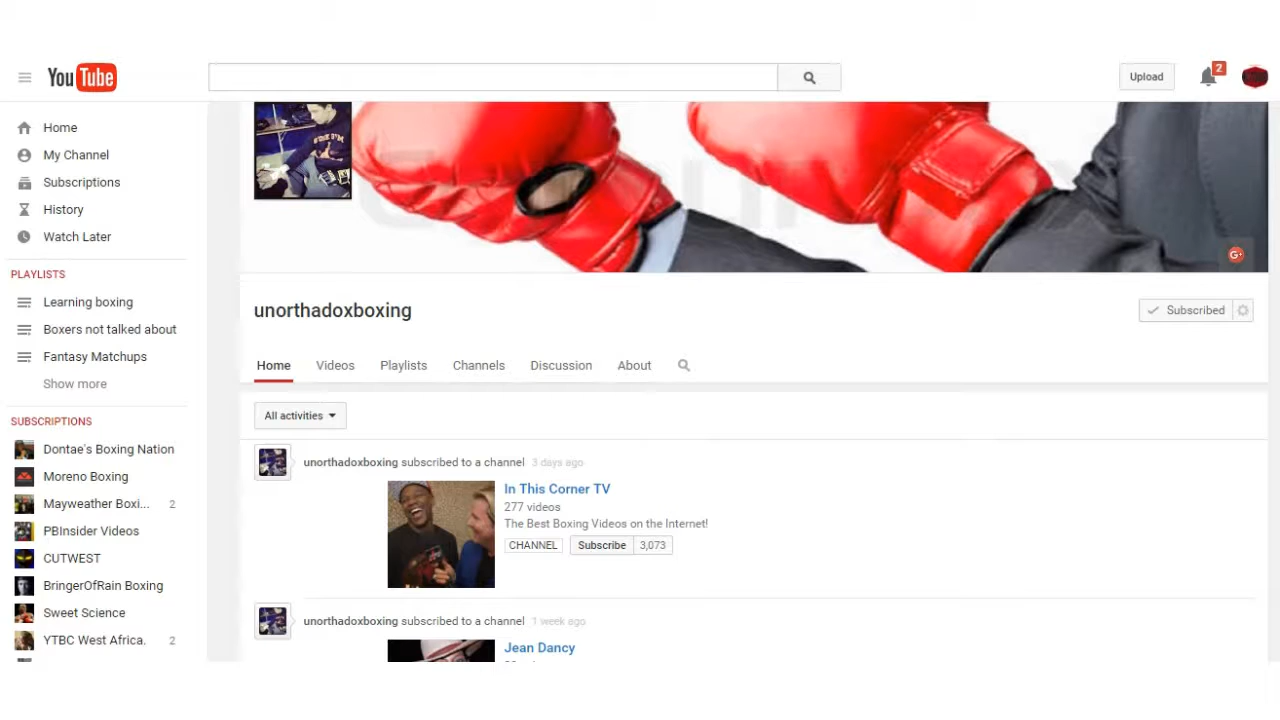 YouTube
Upload
2
Home
My Channel
Subscriptions
History
Watch Later
PLAYLISTS
Learning boxing
Boxers not talked about
Fantasy Matchups
Show more
SUBSCRIPTIONS
Dontae's Boxing Nation
Moreno Boxing
Mayweather Boxi... 2
PBInsider Videos
CUTWEST
BringerOfRain Boxing
Sweet Science
YTBC West Africa. 2
G+
unorthadoxboxing
Subscribed
Home Videos Playlists Channels Discussion About
All activities
unorthadoxboxing subscribed to a channel 3 days ago
In This Corner TV
277 videos
The Best Boxing Videos on the Internet!
CHANNEL Subscribe 3,073
unorthadoxboxing subscribed to a channel 1 week ago
Jean Dancy